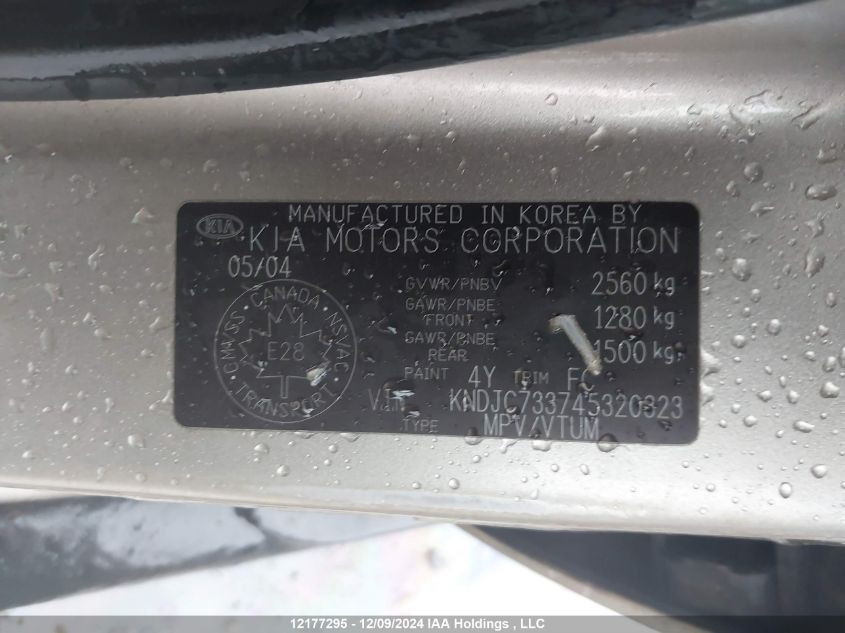 MANUFACTURED IN KOREA BY
KIA KIA MOTORS CORPORATION
05/04
GVWR/PNBV 2560 kg
GAWR/PNBE FRONT 1280 kg
GAWR/PNBE REAR 1500 kg
PAINT 4Y TRIM FC
V.I.N. KNDJC733745320323
TYPE MPV/VTUM
CANADA NSVAC
CMVSS
E28
TRANSPORT
12177295 - 12/09/2024 IAA Holdings , LLC